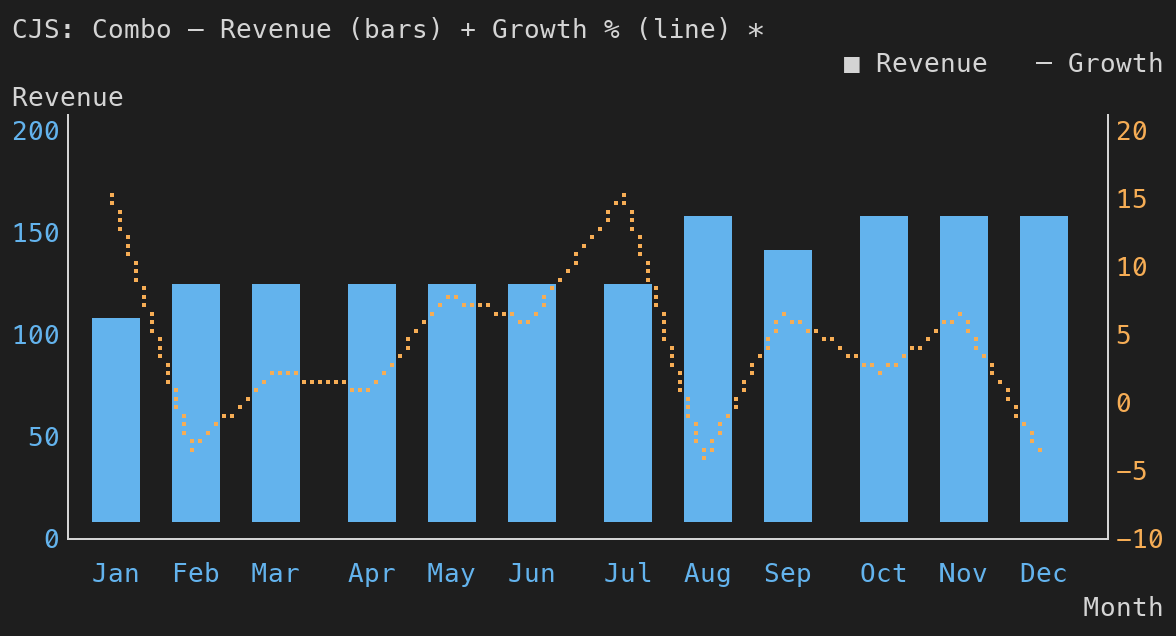 CJS: Combo — Revenue (bars) + Growth % (line) *
■ Revenue — Growth
Revenue
200 20
150 15
10
100 5
0
50 −5
0 −10
Jan Feb Mar Apr May Jun Jul Aug Sep Oct Nov Dec
Month